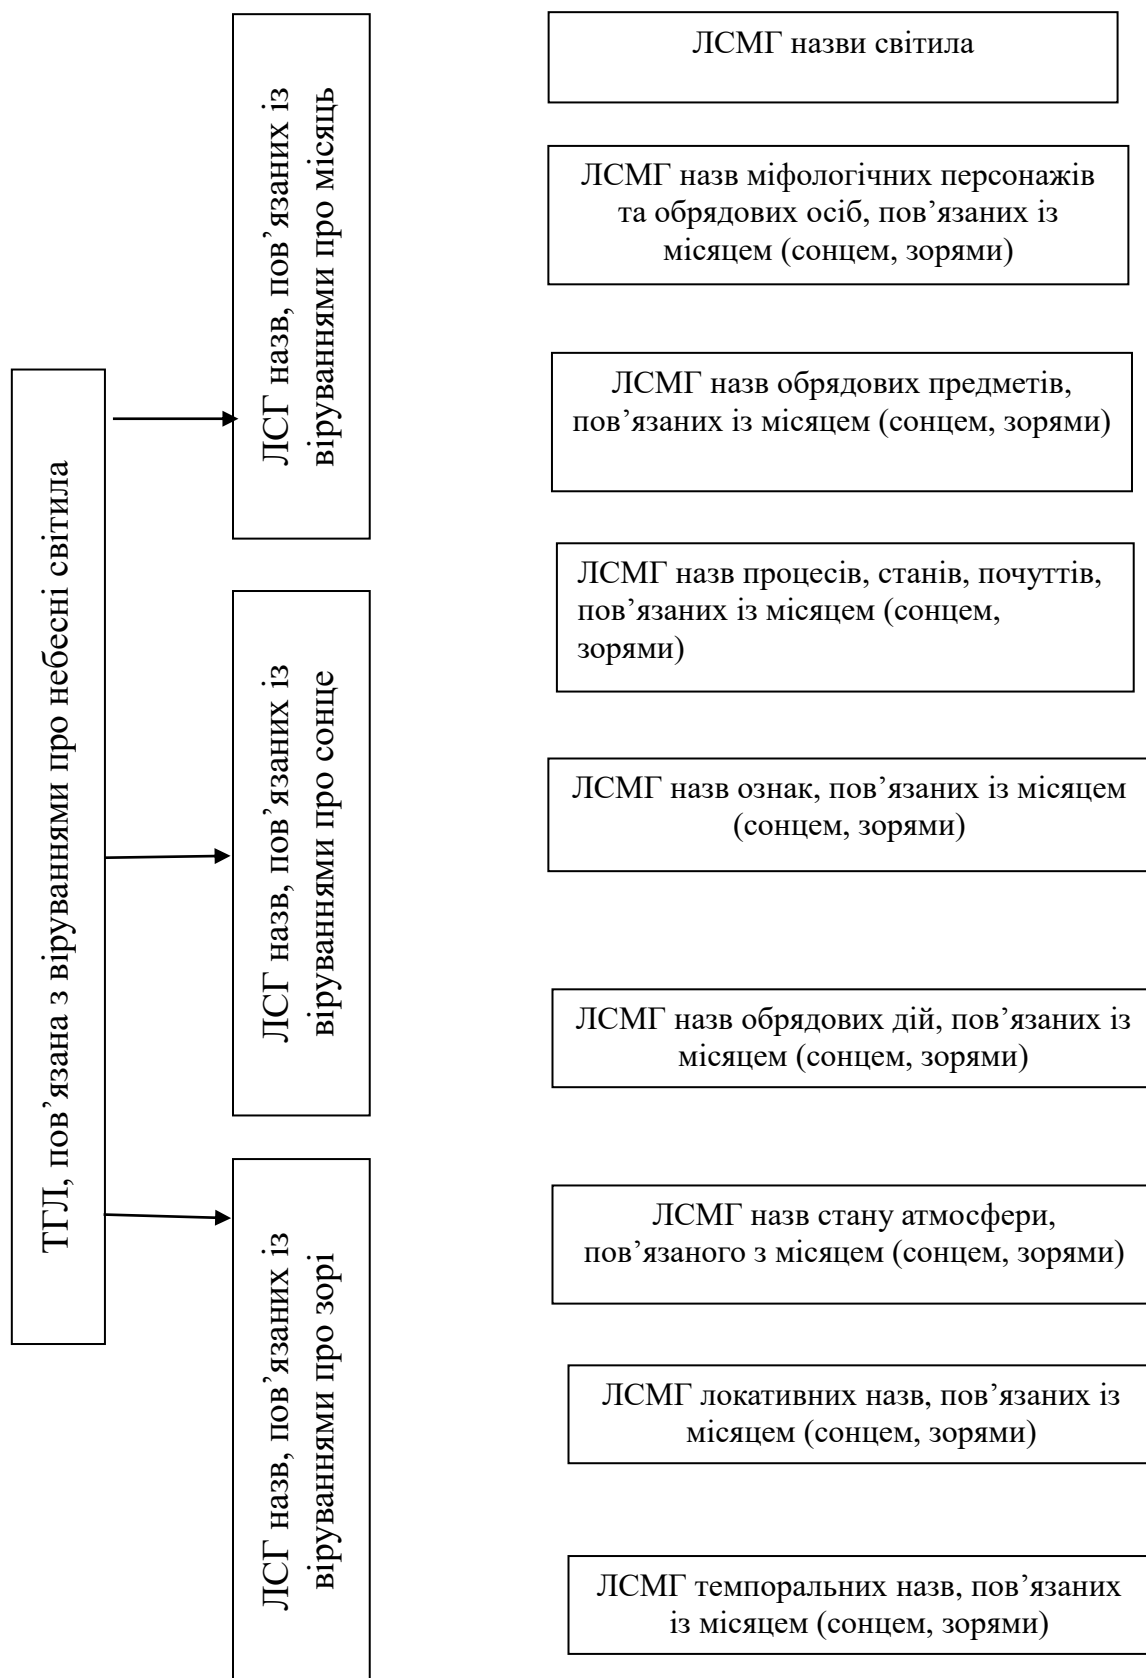 ТГЛ, пов’язана з віруваннями про небесні світила
ЛСГ назв, пов’язаних із
віруваннями про місяць
ЛСГ назв, пов’язаних із
віруваннями про сонце
ЛСГ назв, пов’язаних із
віруваннями про зорі
ЛСМГ назви світила
ЛСМГ назв міфологічних персонажів
та обрядових осіб, пов’язаних із
місяцем (сонцем, зорями)
ЛСМГ назв обрядових предметів,
пов’язаних із місяцем (сонцем, зорями)
ЛСМГ назв процесів, станів, почуттів,
пов’язаних із місяцем (сонцем,
зорями)
ЛСМГ назв ознак, пов’язаних із місяцем
(сонцем, зорями)
ЛСМГ назв обрядових дій, пов’язаних із
місяцем (сонцем, зорями)
ЛСМГ назв стану атмосфери,
пов’язаного з місяцем (сонцем, зорями)
ЛСМГ локативних назв, пов’язаних із
місяцем (сонцем, зорями)
ЛСМГ темпоральних назв, пов’язаних
із місяцем (сонцем, зорями)